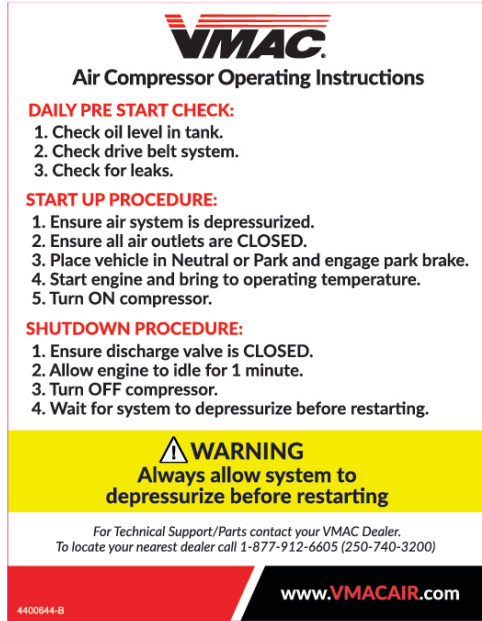 VMAC
Air Compressor Operating Instructions
DAILY PRE START CHECK:
1. Check oil level in tank.
2. Check drive belt system.
3. Check for leaks.
START UP PROCEDURE:
1. Ensure air system is depressurized.
2. Ensure all air outlets are CLOSED.
3. Place vehicle in Neutral or Park and engage park brake.
4. Start engine and bring to operating temperature.
5. Turn ON compressor.
SHUTDOWN PROCEDURE:
1. Ensure discharge valve is CLOSED.
2. Allow engine to idle for 1 minute.
3. Turn OFF compressor.
4. Wait for system to depressurize before restarting.
WARNING
Always allow system to
depressurize before restarting
For Technical Support/Parts contact your VMAC Dealer.
To locate your nearest dealer call 1-877-912-6605 (250-740-3200)
www.VMACAIR.com
4400644-B